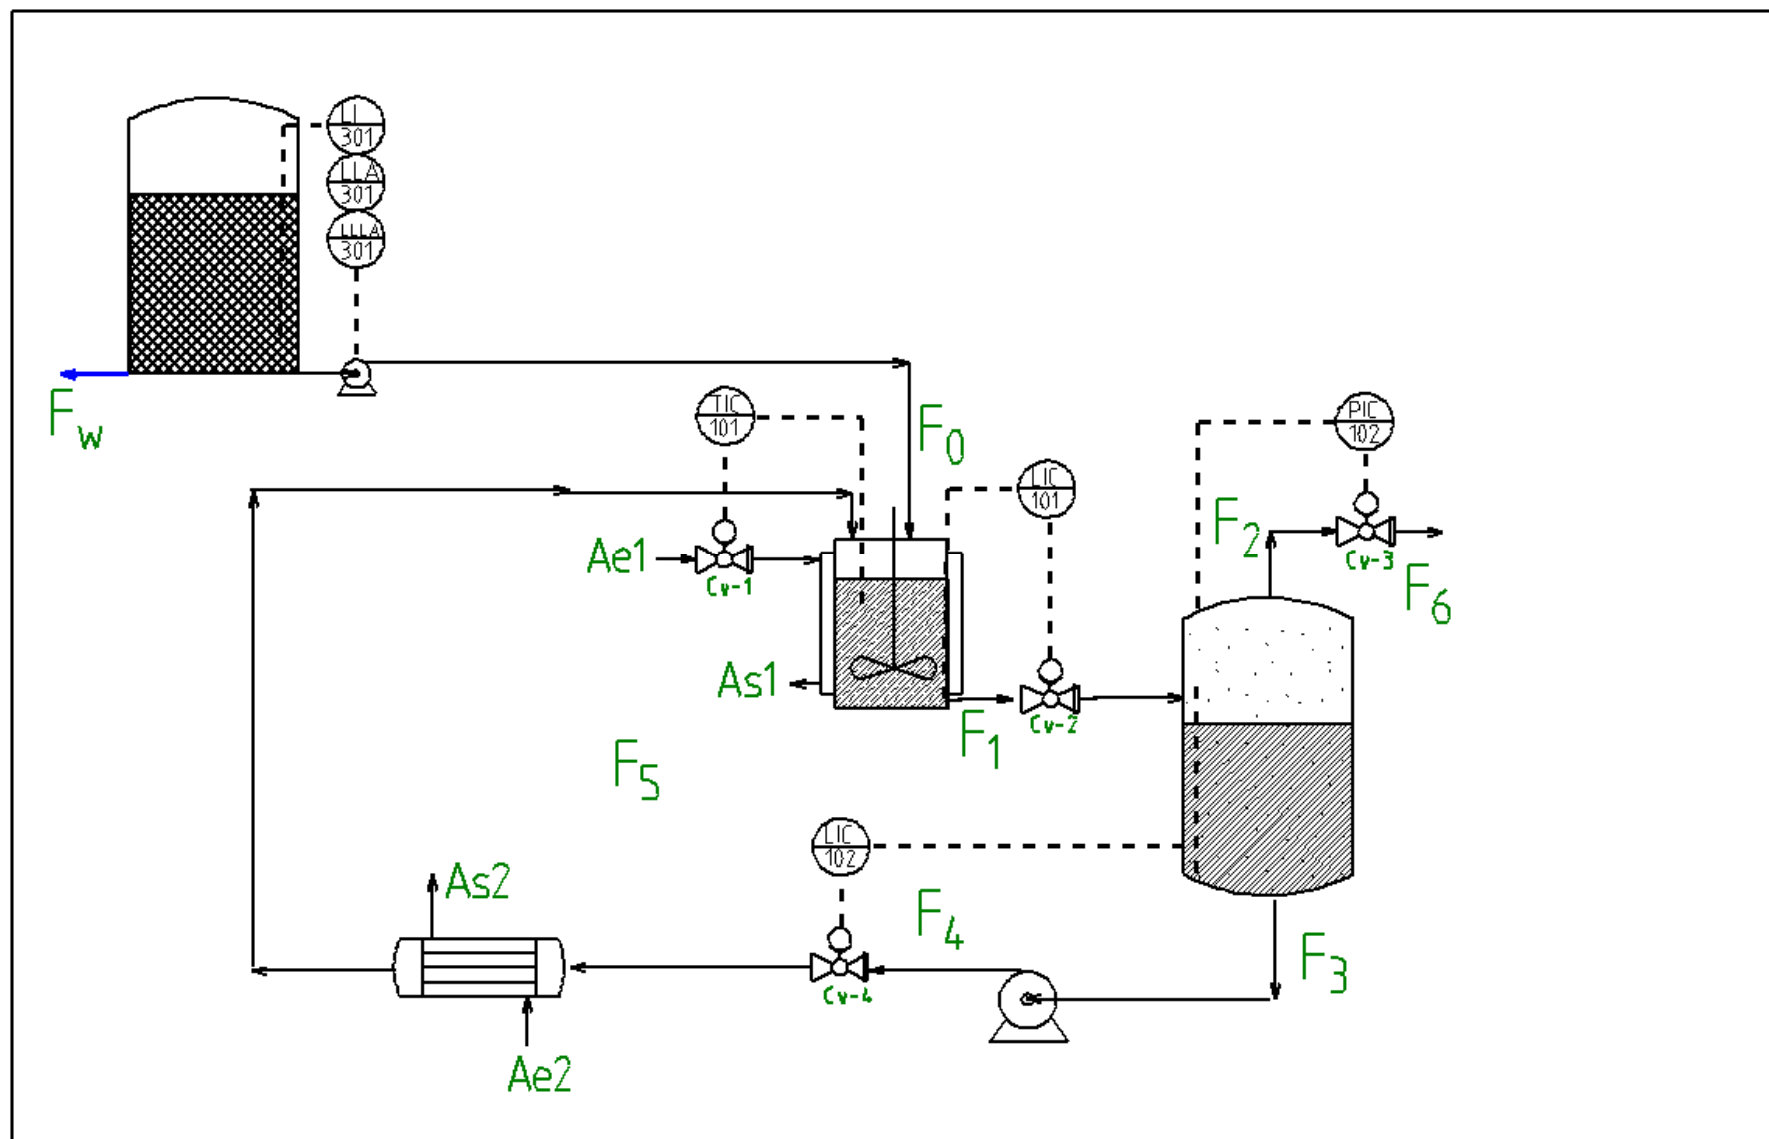 LI
301
LLA
301
LLLA
301
Fw
TIC
101
F0
PIC
102
LIC
101
F2
Ae1
Cv-1
Cv-3
F6
As1
F1
Cv-2
F5
LIC
102
As2
F4
F3
Cv-4
Ae2